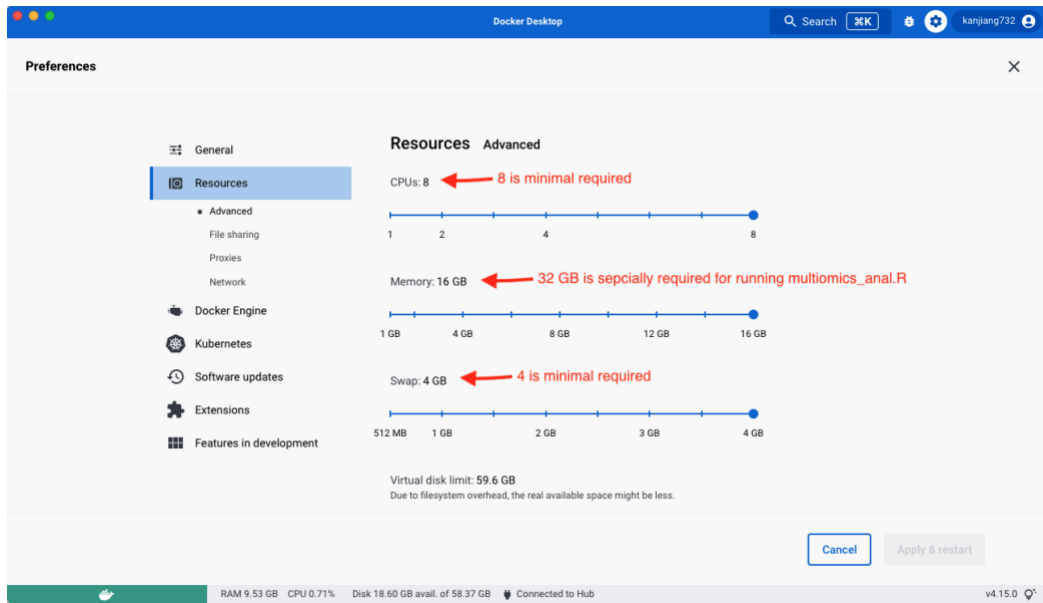 Docker Desktop
Search ⌘K
kanjiang732
Preferences
General
Resources
Advanced
File sharing
Proxies
Network
Docker Engine
Kubernetes
Software updates
Extensions
Features in development
Resources Advanced
CPUs: 8
8 is minimal required
1 2 4 8
Memory: 16 GB
32 GB is sepcially required for running multiomics_anal.R
1 GB 4 GB 8 GB 12 GB 16 GB
Swap: 4 GB
4 is minimal required
512 MB 1 GB 2 GB 3 GB 4 GB
Virtual disk limit: 59.6 GB
Due to filesystem overhead, the real available space might be less.
Cancel
Apply & restart
RAM 9.53 GB CPU 0.71% Disk 18.60 GB avail. of 58.37 GB Connected to Hub
v4.15.0